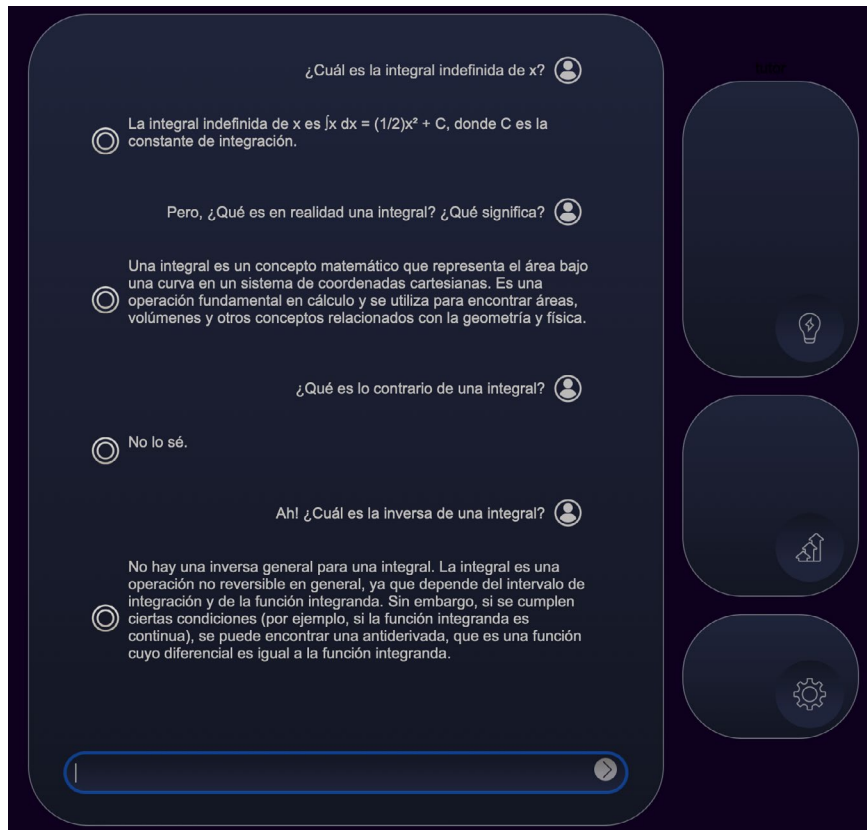 ¿Cuál es la integral indefinida de x?
La integral indefinida de x es ∫x dx = (1/2)x² + C, donde C es la
constante de integración.
Pero, ¿Qué es en realidad una integral? ¿Qué significa?
Una integral es un concepto matemático que representa el área bajo
una curva en un sistema de coordenadas cartesianas. Es una
operación fundamental en cálculo y se utiliza para encontrar áreas,
volúmenes y otros conceptos relacionados con la geometría y física.
¿Qué es lo contrario de una integral?
No lo sé.
Ah! ¿Cuál es la inversa de una integral?
No hay una inversa general para una integral. La integral es una
operación no reversible en general, ya que depende del intervalo de
integración y de la función integranda. Sin embargo, si se cumplen
ciertas condiciones (por ejemplo, si la función integranda es
continua), se puede encontrar una antiderivada, que es una función
cuyo diferencial es igual a la función integranda.